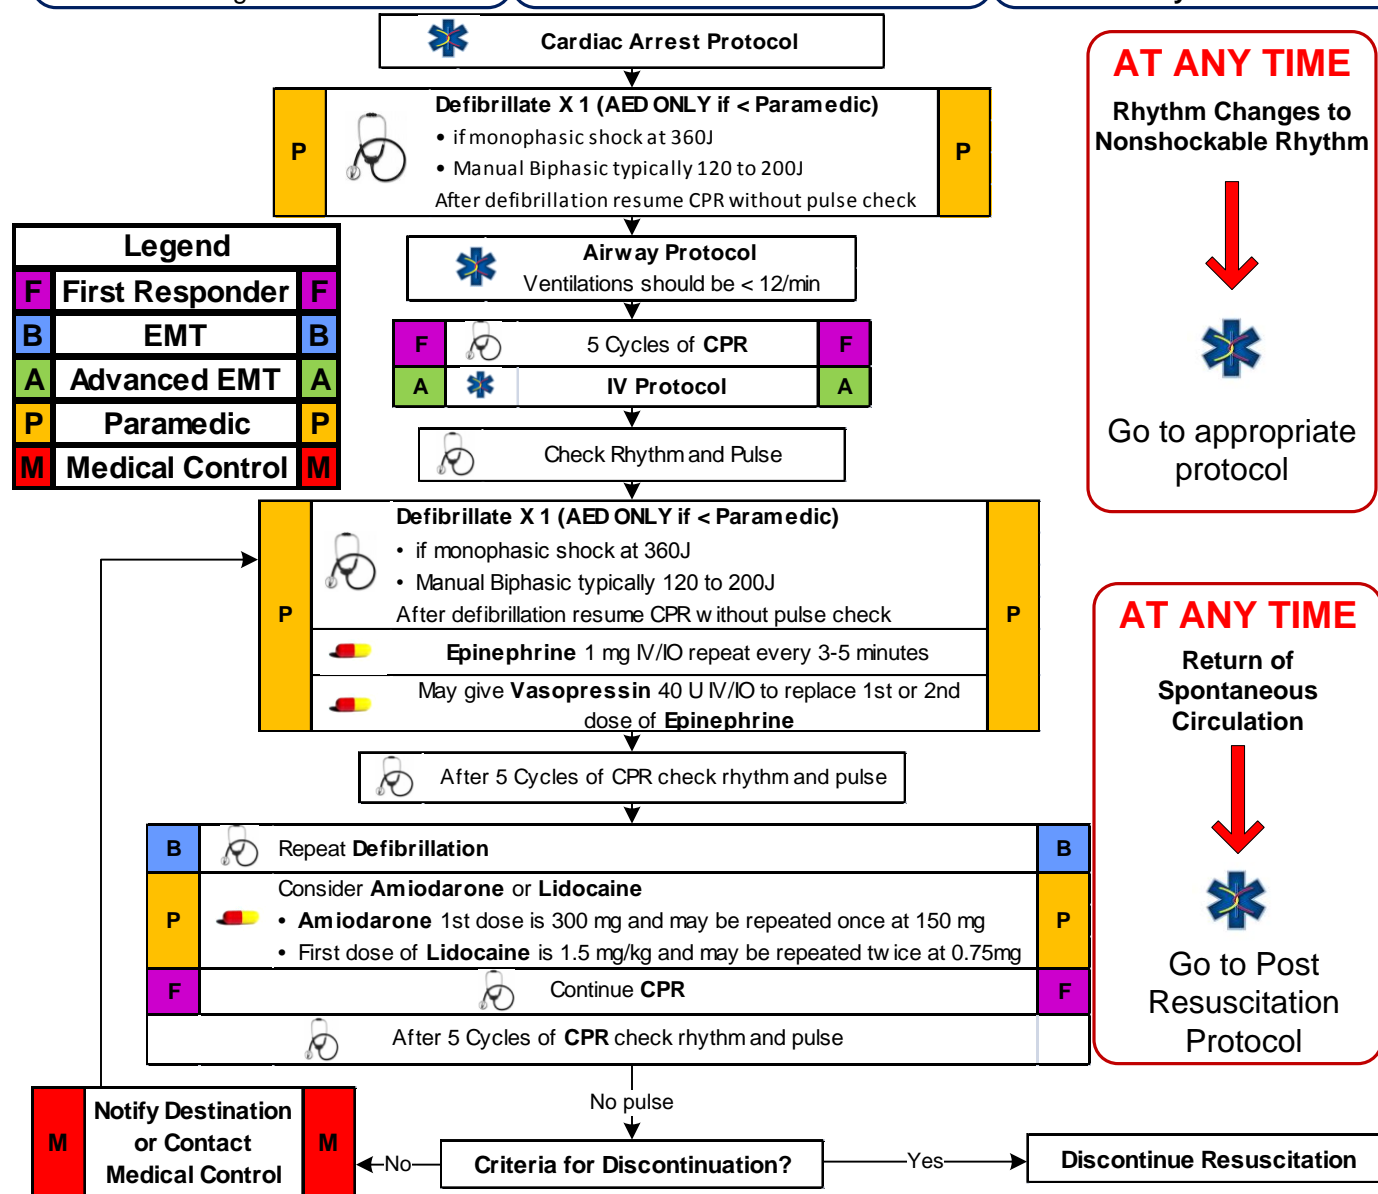 Cardiac Arrest Protocol
P
Defibrillate X 1 (AED ONLY if < Paramedic)
• if monophasic shock at 360J
• Manual Biphasic typically 120 to 200J
After defibrillation resume CPR without pulse check
P
Airway Protocol
Ventilations should be < 12/min
F
5 Cycles of CPR
F
A
IV Protocol
A
Check Rhythm and Pulse
Legend
F First Responder F
B EMT B
A Advanced EMT A
P Paramedic P
M Medical Control M
AT ANY TIME
Rhythm Changes to
Nonshockable Rhythm
Go to appropriate
protocol
P
Defibrillate X 1 (AED ONLY if < Paramedic)
• if monophasic shock at 360J
• Manual Biphasic typically 120 to 200J
After defibrillation resume CPR without pulse check
Epinephrine 1 mg IV/IO repeat every 3-5 minutes
May give Vasopressin 40 U IV/IO to replace 1st or 2nd
dose of Epinephrine
P
After 5 Cycles of CPR check rhythm and pulse
B
Repeat Defibrillation
B
P
Consider Amiodarone or Lidocaine
• Amiodarone 1st dose is 300 mg and may be repeated once at 150 mg
• First dose of Lidocaine is 1.5 mg/kg and may be repeated twice at 0.75mg
P
F
Continue CPR
F
After 5 Cycles of CPR check rhythm and pulse
AT ANY TIME
Return of
Spontaneous
Circulation
Go to Post
Resuscitation
Protocol
No pulse
Criteria for Discontinuation?
No
Yes
Discontinue Resuscitation
M
Notify Destination
or Contact
Medical Control
M